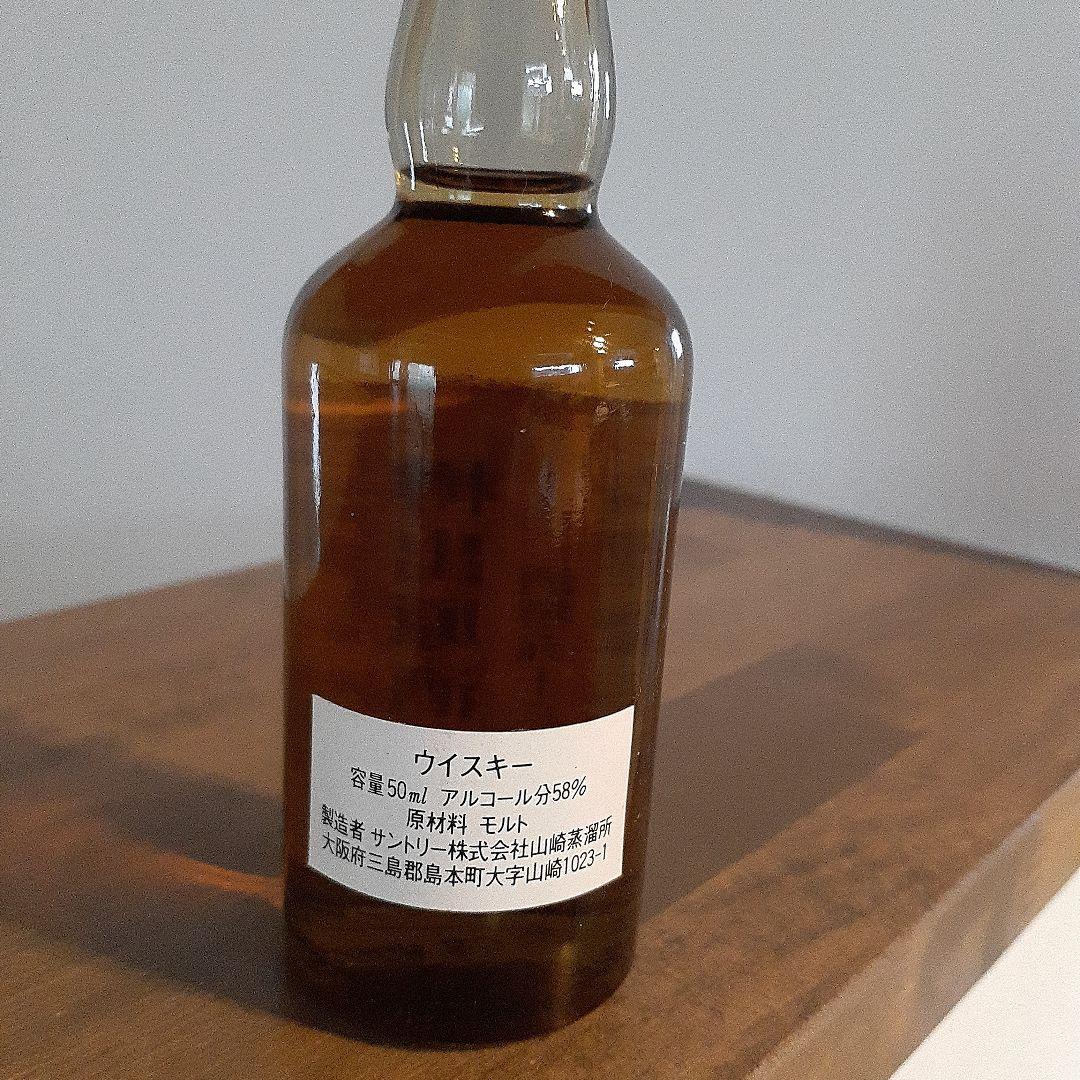 ウイスキー
容量50ml アルコール分58%
原材料 モルト
製造者 サントリー株式会社山崎蒸溜所
大阪府三島郡島本町大字山崎1023-1